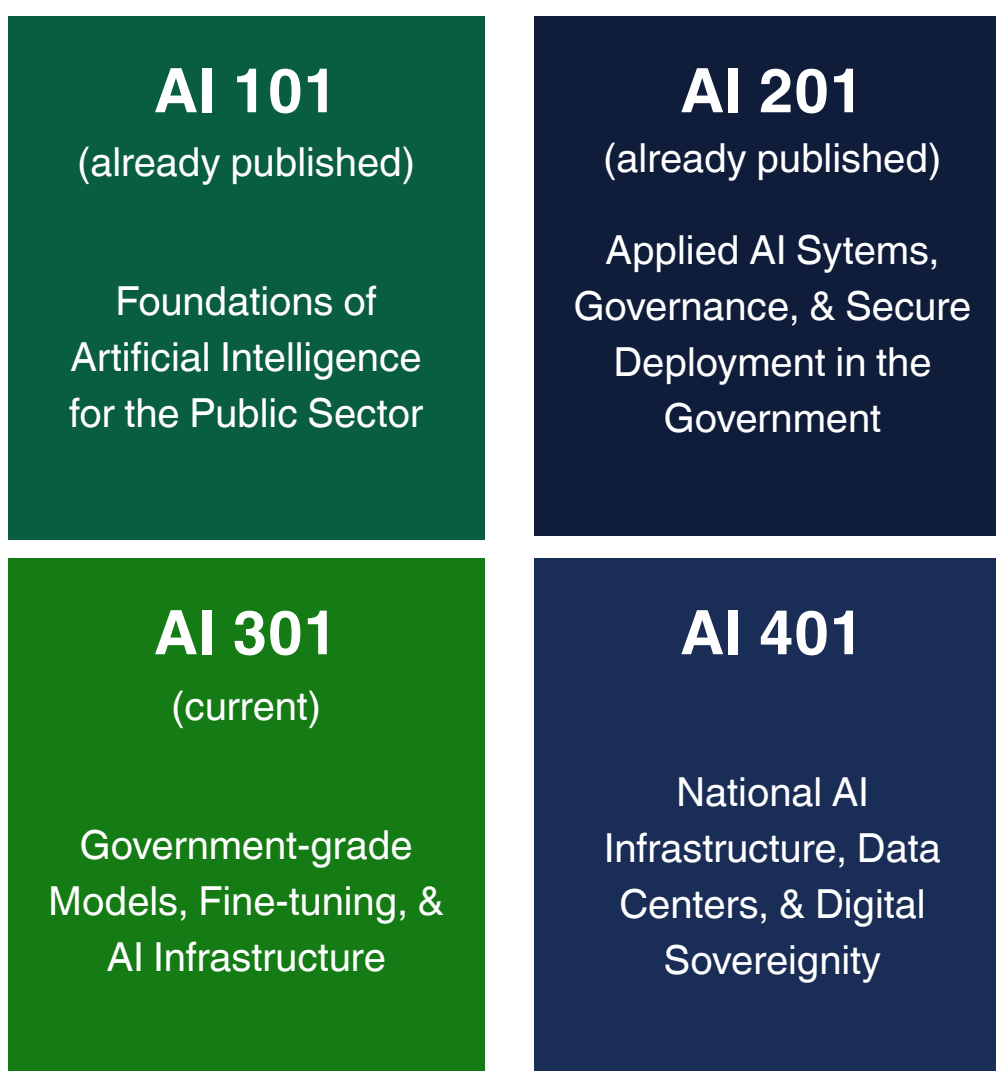 AI 101
(already published)
Foundations of
Artificial Intelligence
for the Public Sector
AI 201
(already published)
Applied AI Sytems,
Governance, & Secure
Deployment in the
Government
AI 301
(current)
Government-grade
Models, Fine-tuning, &
AI Infrastructure
AI 401
National AI
Infrastructure, Data
Centers, & Digital
Sovereignity